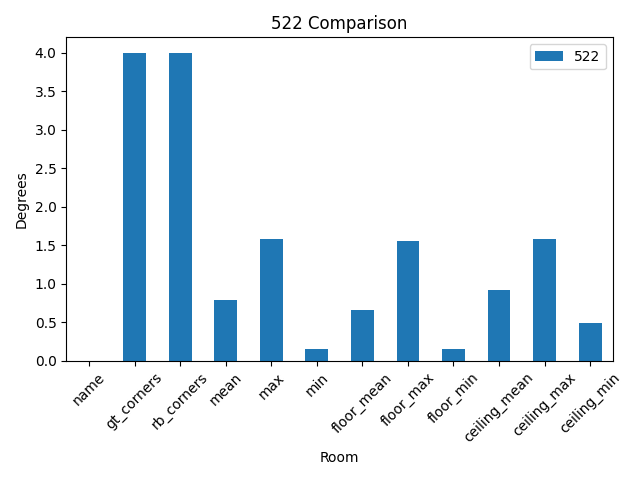 522 Comparison
522
Degrees
4.0
3.5
3.0
2.5
2.0
1.5
1.0
0.5
0.0
name
gt_corners
rb_corners
mean
max
min
floor_mean
floor_max
floor_min
ceiling_mean
ceiling_max
ceiling_min
Room